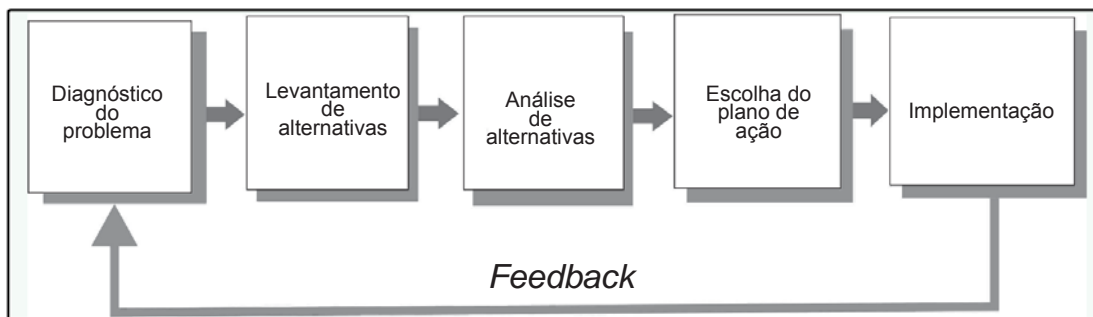 Diagnóstico
do
problema
Levantamento
de
alternativas
Análise
de
alternativas
Escolha do
plano de
ação
Implementação
Feedback